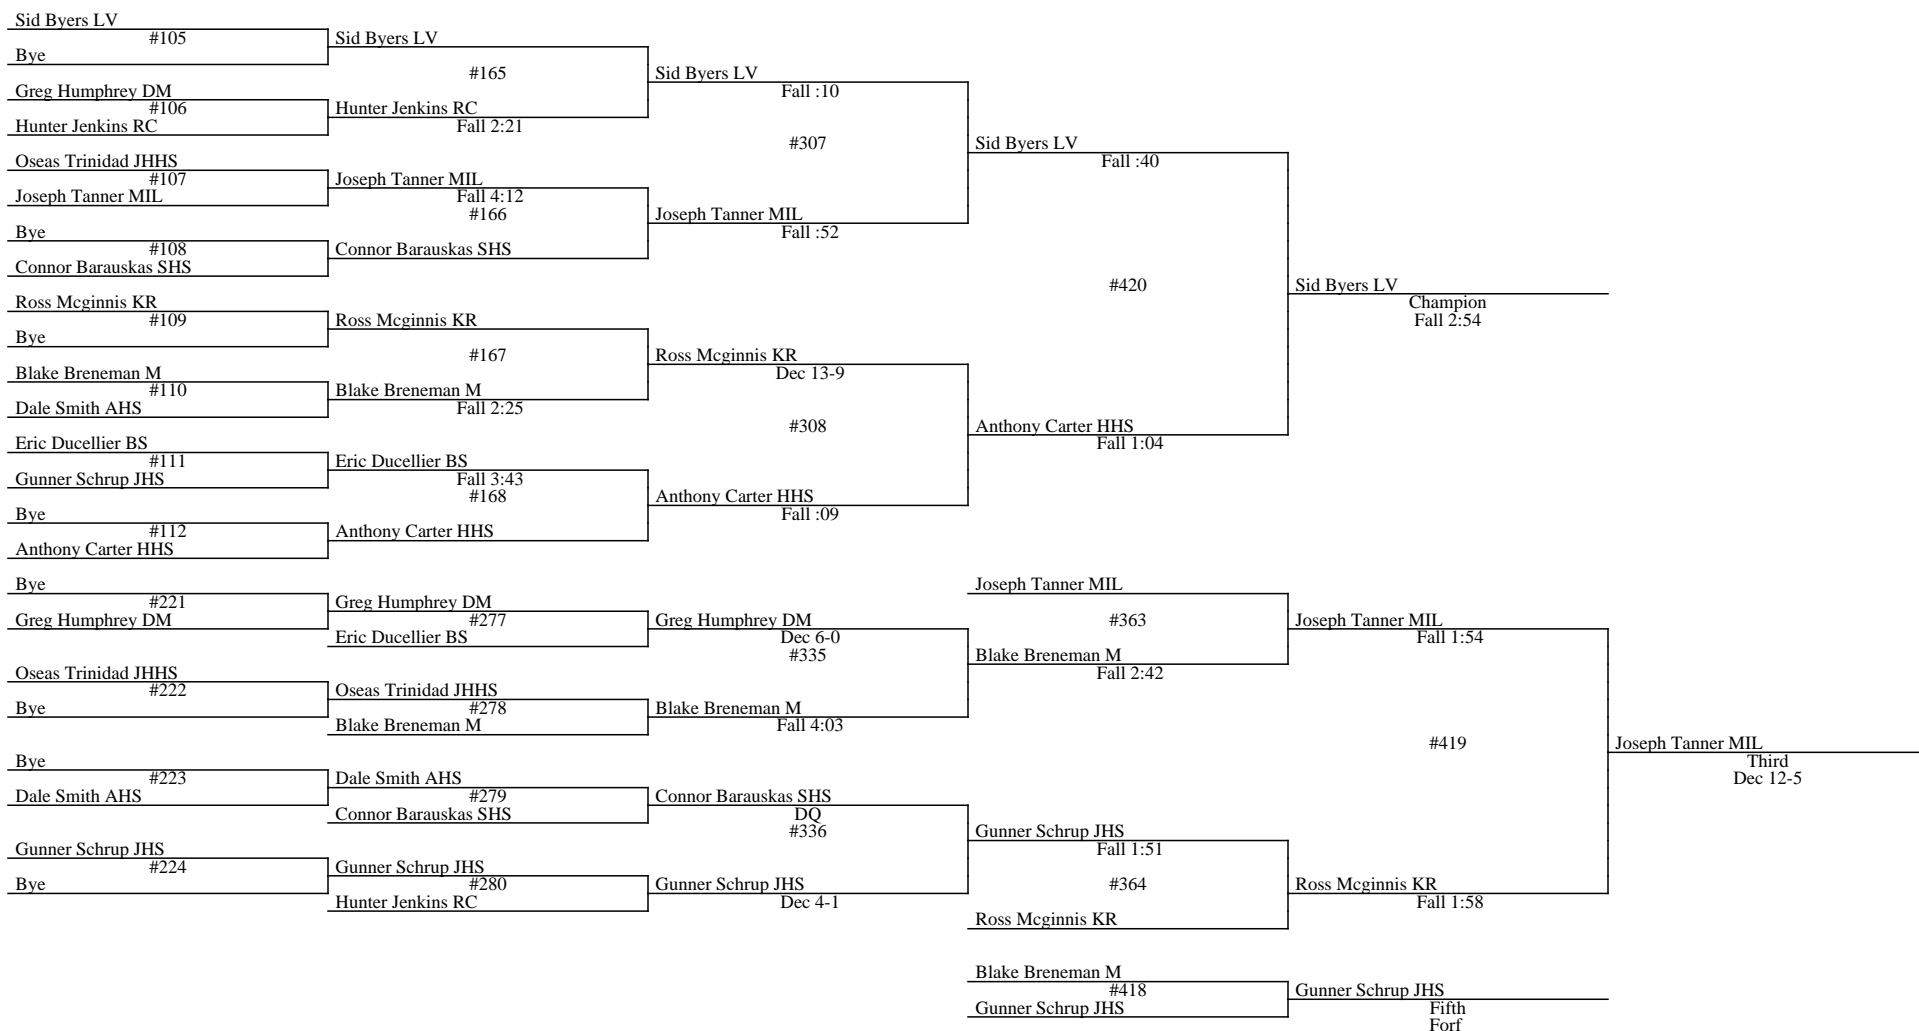 Sid Byers LV
#105
Bye
Sid Byers LV
#165
Greg Humphrey DM
#106
Hunter Jenkins RC
Hunter Jenkins RC
Fall 2:21
Sid Byers LV
Fall :10
#307
Oseas Trinidad JHHS
#107
Joseph Tanner MIL
Joseph Tanner MIL
Fall 4:12
#166
Bye
#108
Connor Barauskas SHS
Connor Barauskas SHS
Joseph Tanner MIL
Fall :52
Sid Byers LV
Fall :40
#420
Ross Mcginnis KR
#109
Bye
Ross Mcginnis KR
#167
Blake Breneman M
#110
Dale Smith AHS
Blake Breneman M
Fall 2:25
Ross Mcginnis KR
Dec 13-9
#308
Eric Ducellier BS
#111
Gunner Schrup JHS
Eric Ducellier BS
Fall 3:43
#168
Bye
#112
Anthony Carter HHS
Anthony Carter HHS
Anthony Carter HHS
Fall :09
Anthony Carter HHS
Fall 1:04
Sid Byers LV
Champion
Fall 2:54
Bye
#221
Greg Humphrey DM
Greg Humphrey DM
#277
Eric Ducellier BS
Greg Humphrey DM
Dec 6-0
#335
Oseas Trinidad JHHS
#222
Bye
Oseas Trinidad JHHS
#278
Blake Breneman M
Blake Breneman M
Fall 4:03
Joseph Tanner MIL
#363
Blake Breneman M
Fall 2:42
Joseph Tanner MIL
Fall 1:54
#419
Bye
#223
Dale Smith AHS
Dale Smith AHS
#279
Connor Barauskas SHS
Connor Barauskas SHS
DQ
#336
Gunner Schrup JHS
#224
Bye
Gunner Schrup JHS
#280
Hunter Jenkins RC
Gunner Schrup JHS
Dec 4-1
Gunner Schrup JHS
Fall 1:51
#364
Ross Mcginnis KR
Ross Mcginnis KR
Fall 1:58
Joseph Tanner MIL
Third
Dec 12-5
Blake Breneman M
#418
Gunner Schrup JHS
Gunner Schrup JHS
Fifth
Forf